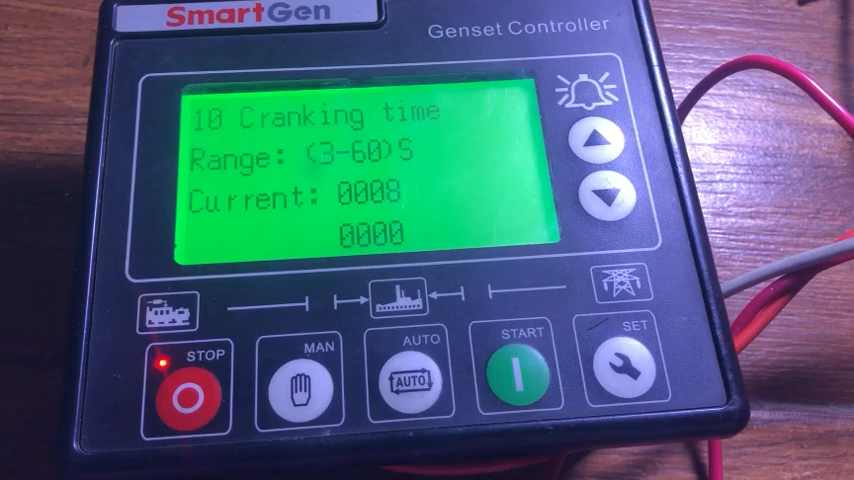 SmartGen
Genset Controller
10 Cranking time
Range: (3-60)S
Current: 0008
0000
STOP
MAN
AUTO
START
SET
AUTO